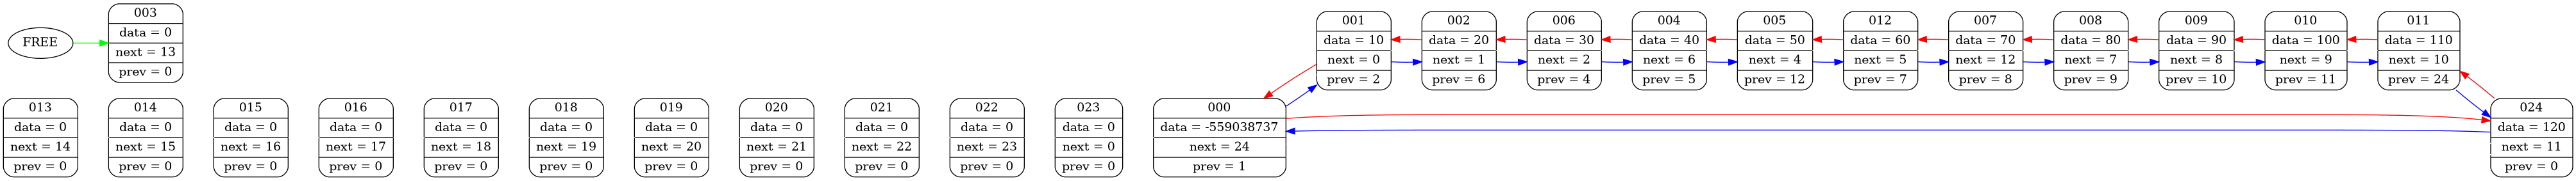 FREE
003
data = 0
next = 13
prev = 0
001
data = 10
next = 0
prev = 2
002
data = 20
next = 1
prev = 6
006
data = 30
next = 2
prev = 4
004
data = 40
next = 6
prev = 5
005
data = 50
next = 4
prev = 12
012
data = 60
next = 5
prev = 7
007
data = 70
next = 12
prev = 8
008
data = 80
next = 7
prev = 9
009
data = 90
next = 8
prev = 10
010
data = 100
next = 9
prev = 11
011
data = 110
next = 10
prev = 24
013
data = 0
next = 14
prev = 0
014
data = 0
next = 15
prev = 0
015
data = 0
next = 16
prev = 0
016
data = 0
next = 17
prev = 0
017
data = 0
next = 18
prev = 0
018
data = 0
next = 19
prev = 0
019
data = 0
next = 20
prev = 0
020
data = 0
next = 21
prev = 0
021
data = 0
next = 22
prev = 0
022
data = 0
next = 23
prev = 0
023
data = 0
next = 0
prev = 0
000
data = -559038737
next = 24
prev = 1
024
data = 120
next = 11
prev = 0